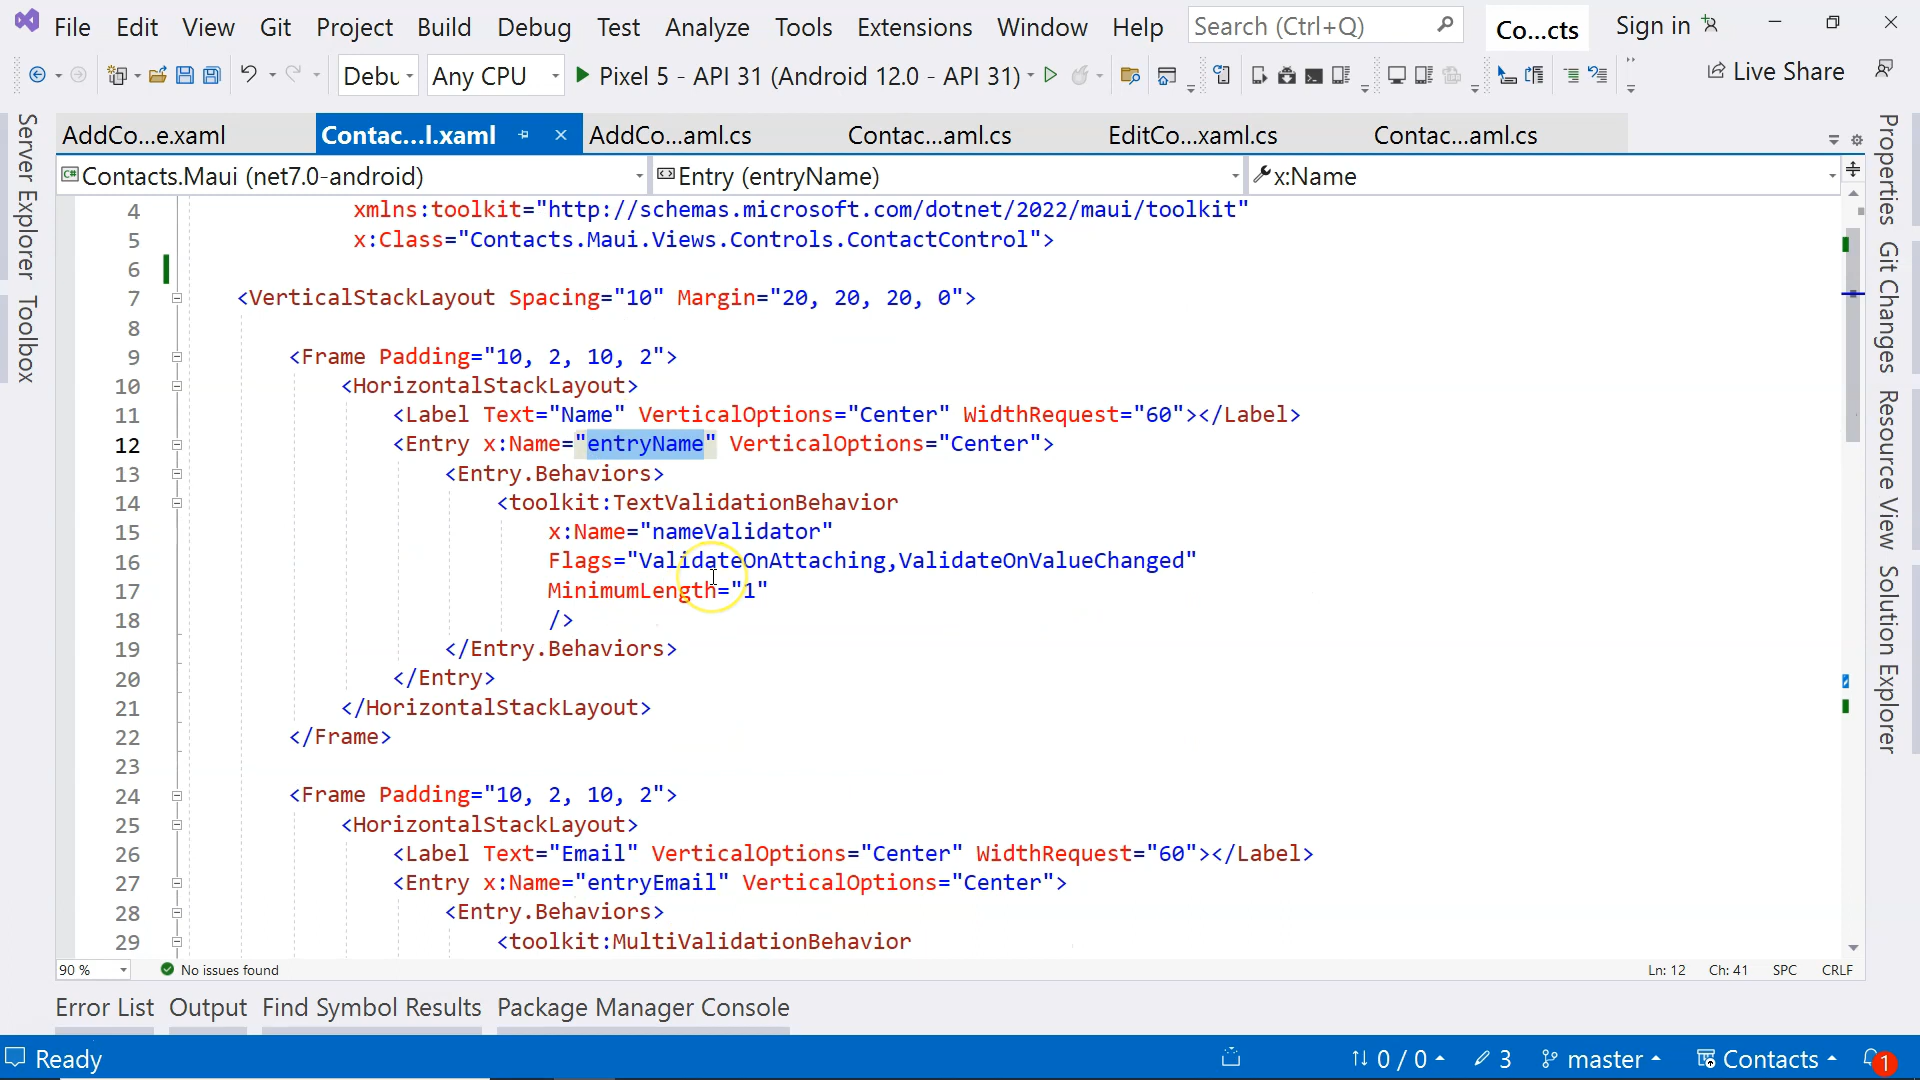 File Edit View Git Project Build Debug Test Analyze Tools Extensions Window Help Search (Ctrl+Q) Co...cts Sign in
Debu Any CPU Pixel 5 - API 31 (Android 12.0 - API 31) Live Share
AddCo...e.xaml Contac...l.xaml AddCo...aml.cs Contac...aml.cs EditCo...xaml.cs Contac...aml.cs
Contacts.Maui (net7.0-android) Entry (entryName) x:Name
Server Explorer
Toolbox
4 xmlns:toolkit="http://schemas.microsoft.com/dotnet/2022/maui/toolkit"
5 x:Class="Contacts.Maui.Views.Controls.ContactControl">
6
7 <VerticalStackLayout Spacing="10" Margin="20, 20, 20, 0">
8
9 <Frame Padding="10, 2, 10, 2">
10 <HorizontalStackLayout>
11 <Label Text="Name" VerticalOptions="Center" WidthRequest="60"></Label>
12 <Entry x:Name="entryName" VerticalOptions="Center">
13 <Entry.Behaviors>
14 <toolkit:TextValidationBehavior
15 x:Name="nameValidator"
16 Flags="ValidateOnAttaching,ValidateOnValueChanged"
17 MinimumLength="1"
18 />
19 </Entry.Behaviors>
20 </Entry>
21 </HorizontalStackLayout>
22 </Frame>
23
24 <Frame Padding="10, 2, 10, 2">
25 <HorizontalStackLayout>
26 <Label Text="Email" VerticalOptions="Center" WidthRequest="60"></Label>
27 <Entry x:Name="entryEmail" VerticalOptions="Center">
28 <Entry.Behaviors>
29 <toolkit:MultiValidationBehavior
Properties
Git Changes
Resource View
Solution Explorer
90 % No issues found Ln: 12 Ch: 41 SPC CRLF
Error List Output Find Symbol Results Package Manager Console
Ready 0 / 0 3 master Contacts 1